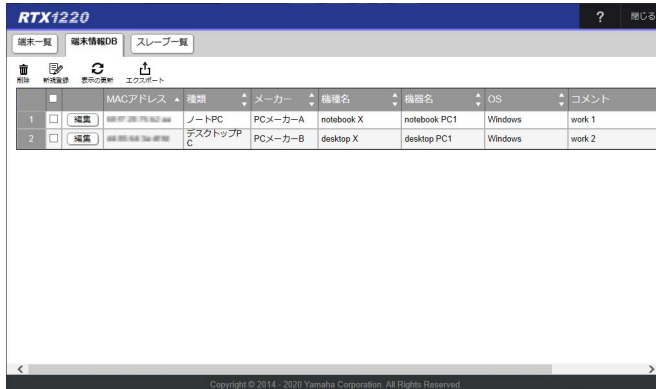 RTX1220
? 閉じる
端末一覧 端末情報DB スレーブ一覧
削除 新規登録 表示の更新 エクスポート
MACアドレス 種類 メーカー 機種名 機器名 OS コメント
1 編集 ノートPC PCメーカーA notebook X notebook PC1 Windows work 1
2 編集 デスクトップP
C PCメーカーB desktop X desktop PC1 Windows work 2
Copyright © 2014 - 2020 Yamaha Corporation. All Rights Reserved